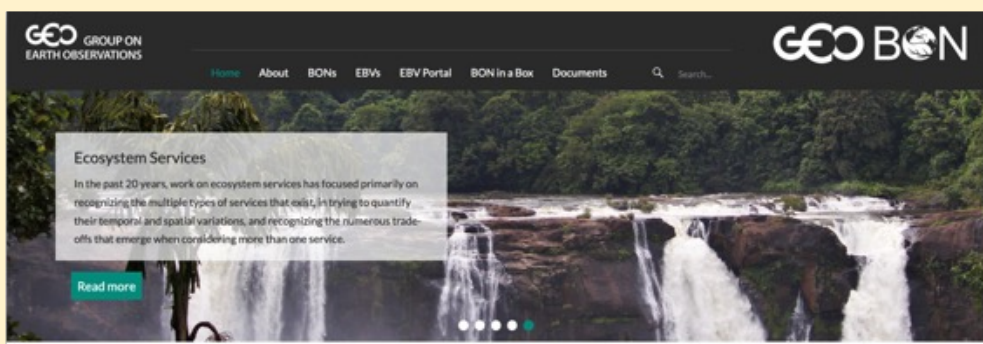 GEO GROUP ON
EARTH OBSERVATIONS
GEO BON
Home About BONs EBVs EBV Portal BON in a Box Documents Search...
Ecosystem Services
In the past 20 years, work on ecosystem services has focused primarily on
recognizing the multiple types of services that exist, in trying to quantify
their temporal and spatial variations, and recognizing the numerous trade-
offs that emerge when considering more than one service.
Read more